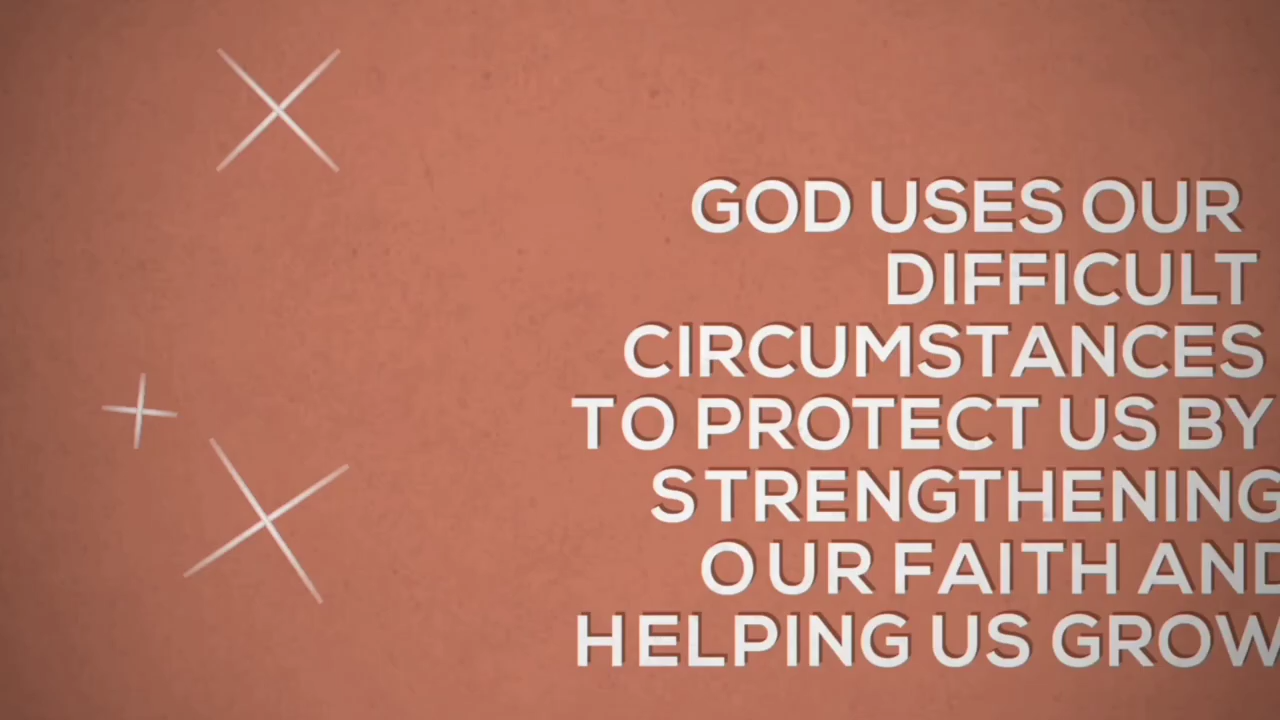 GOD USES OUR
DIFFICULT
CIRCUMSTANCES
TO PROTECT US BY
STRENGTHENING
OUR FAITH AND
HELPING US GROW